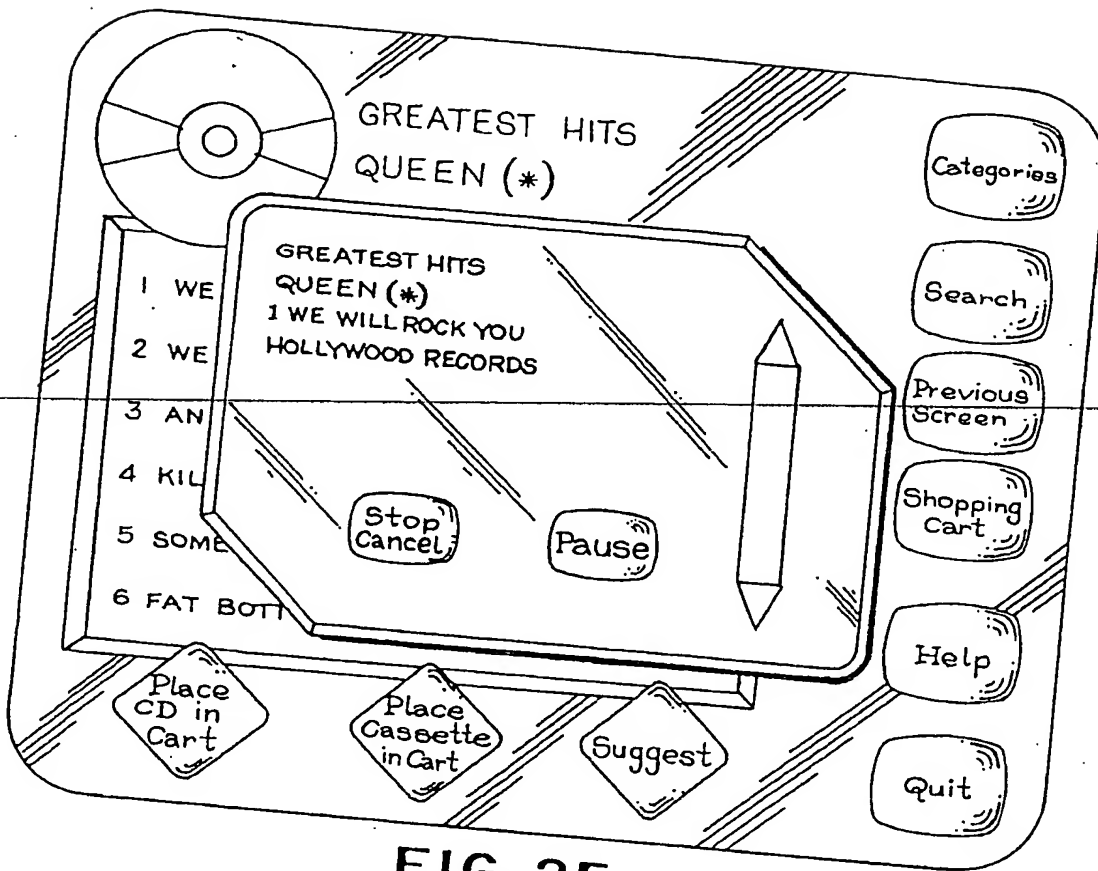 GREATEST HITS
QUEEN (*)
GREATEST HITS
QUEEN (*)
1 WE WILL ROCK YOU
HOLLYWOOD RECORDS
1 WE
2 WE
3 AN
4 KIL
5 SOME
6 FAT BOTT
Stop
Cancel
Pause
Categories
Search
Previous
Screen
Shopping
Cart
Help
Quit
Place
CD in
Cart
Place
Cassette
in Cart
Suggest